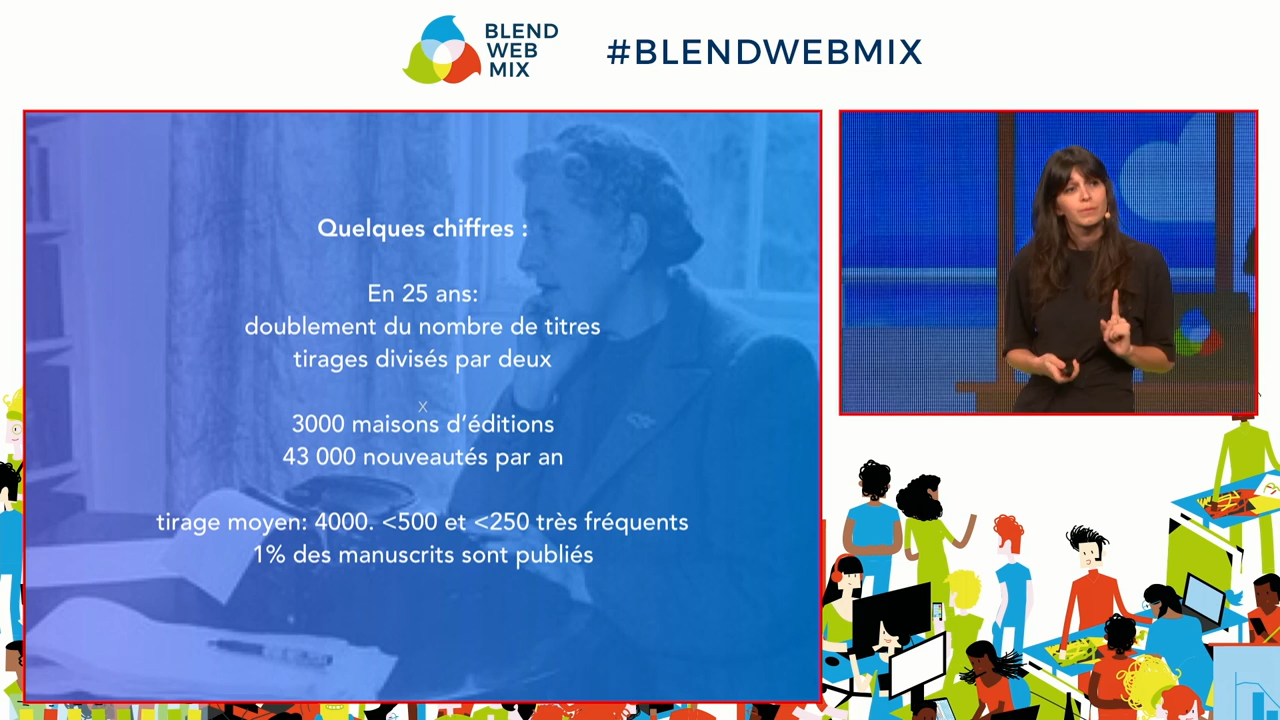 BLEND
WEB
MIX
#BLENDWEBMIX
Quelques chiffres :
En 25 ans:
doublement du nombre de titres
tirages divisés par deux
x
3000 maisons d’éditions
43 000 nouveautés par an
tirage moyen: 4000. <500 et <250 très fréquents
1% des manuscrits sont publiés